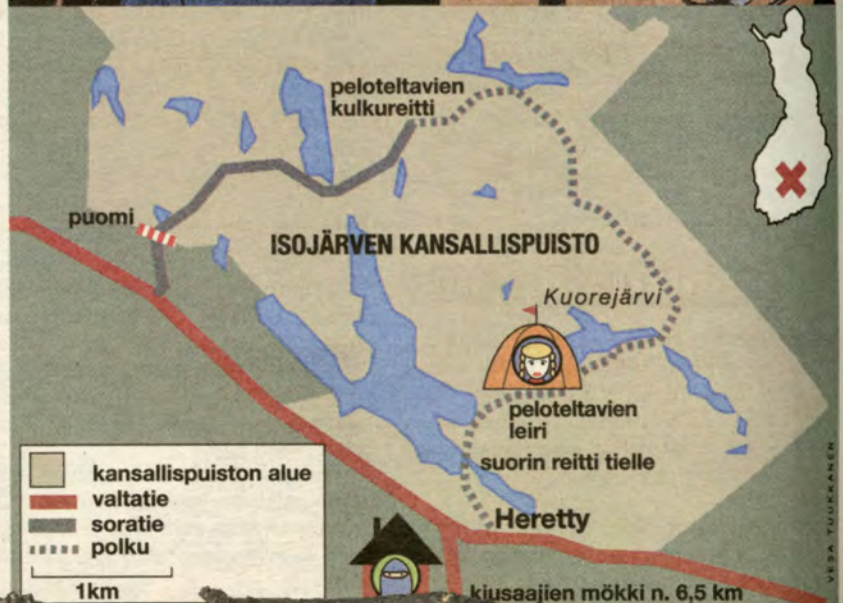 peloteltavien
kulkureitti
puomi
ISOJÄRVEN KANSALLISPUISTO
Kuorejärvi
peloteltavien
leiri
suorin reitti tielle
Heretty
kansallispuiston alue
valtatie
soratie
polku
1km
kiusaajien mökki n. 6,5 km
VESA TUUKKANEN